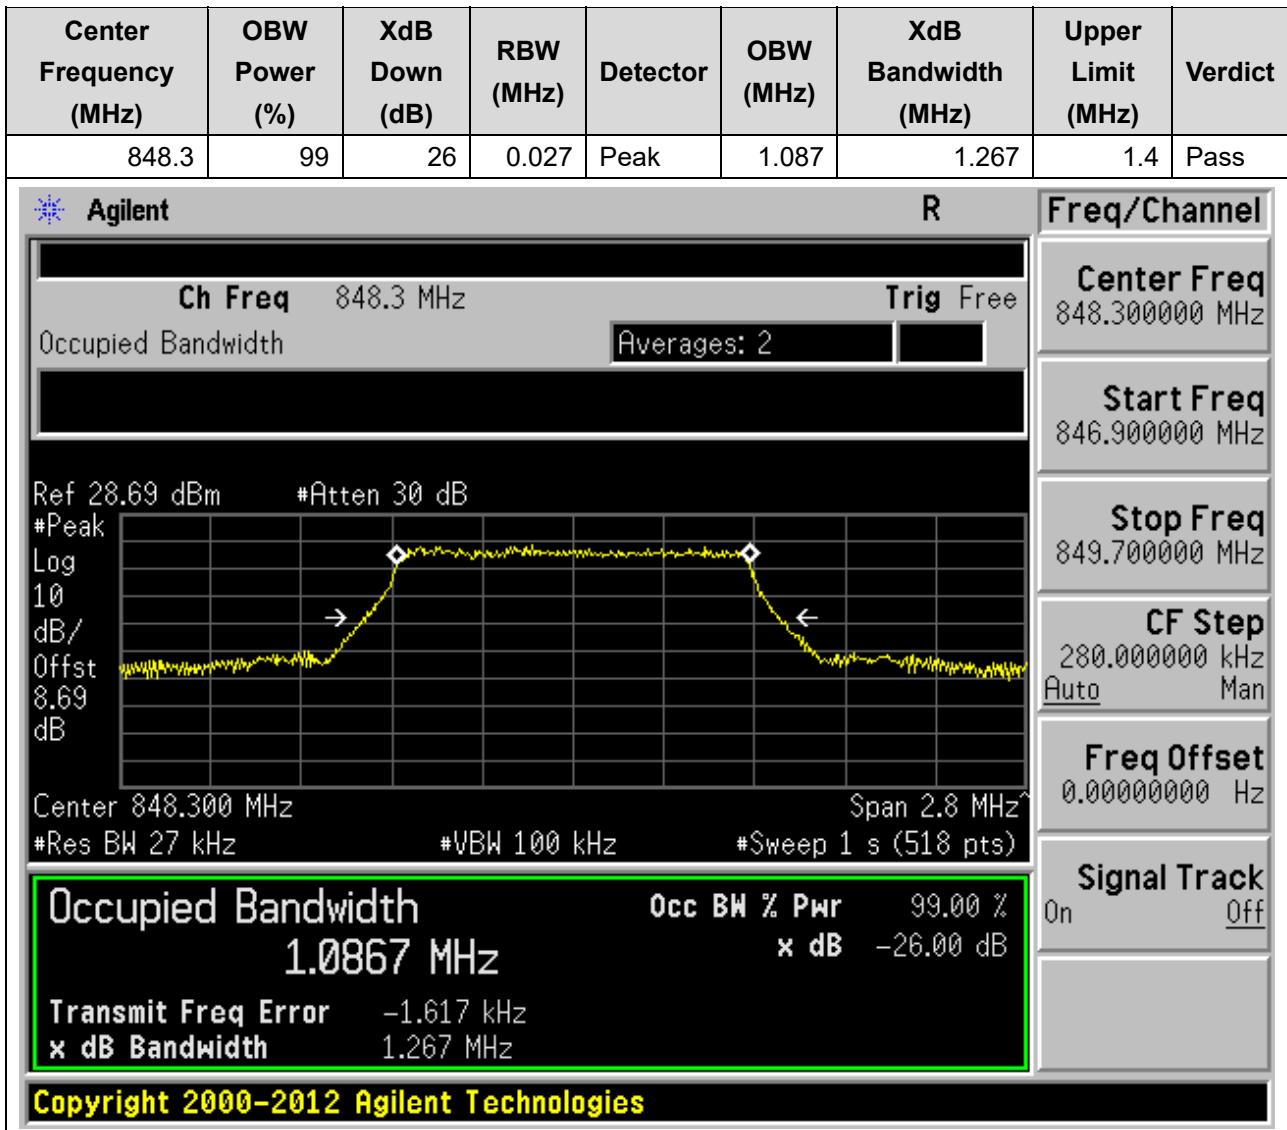 Center Frequency (MHz) OBW Power (%) XdB Down (dB) RBW (MHz) Detector OBW (MHz) XdB Bandwidth (MHz) Upper Limit (MHz) Verdict
848.3 99 26 0.027 Peak 1.087 1.267 1.4 Pass
Agilent R
Freq/Channel
Ch Freq 848.3 MHz Trig Free
Occupied Bandwidth Averages: 2
Center Freq
848.300000 MHz
Start Freq
846.900000 MHz
Stop Freq
849.700000 MHz
CF Step
280.000000 kHz
Auto Man
Freq Offset
0.00000000 Hz
Signal Track
On Off
Ref 28.69 dBm #Atten 30 dB
#Peak
Log
10
dB/
Offst
8.69
dB
Center 848.300 MHz Span 2.8 MHz^
#Res BW 27 kHz #VBW 100 kHz #Sweep 1 s (518 pts)
Occupied Bandwidth Occ BW % Pwr 99.00 %
1.0867 MHz x dB -26.00 dB
Transmit Freq Error -1.617 kHz
x dB Bandwidth 1.267 MHz
Copyright 2000-2012 Agilent Technologies